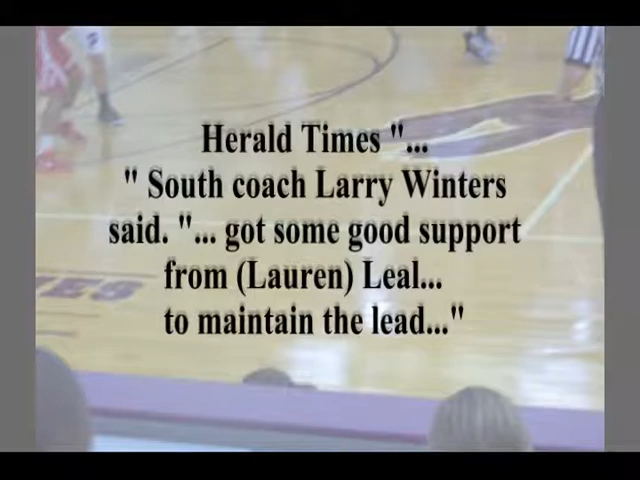 Herald Times "...
" South coach Larry Winters
said. "... got some good support
from (Lauren) Leal...
to maintain the lead..."